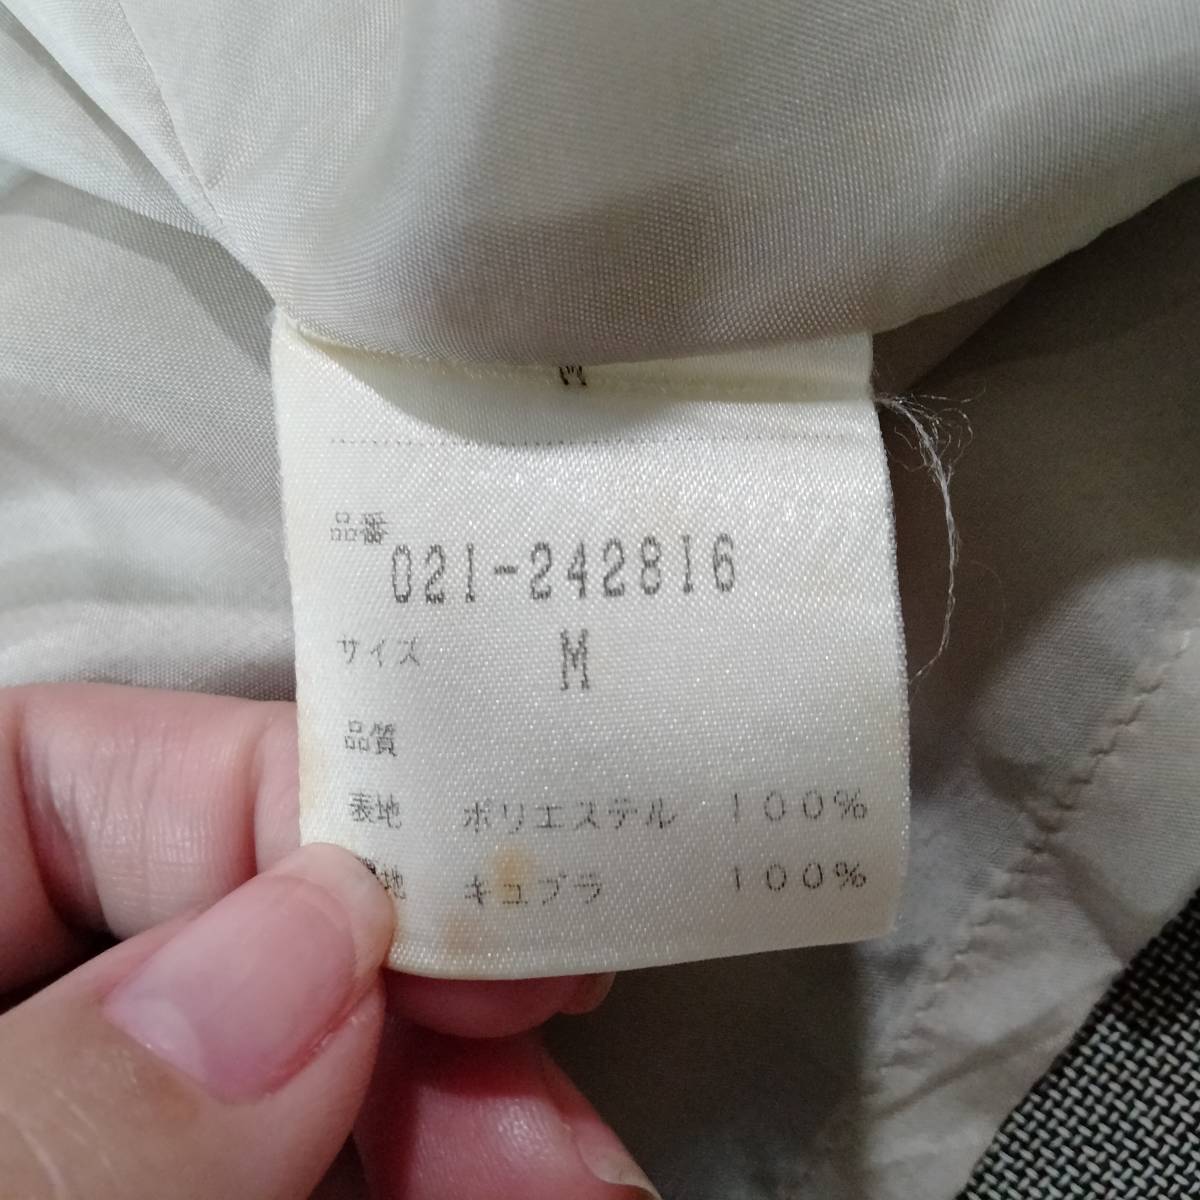 M
品番
021-242816
サイズ M
品質
表地 ポリエステル 100%
地 キュプラ 100%